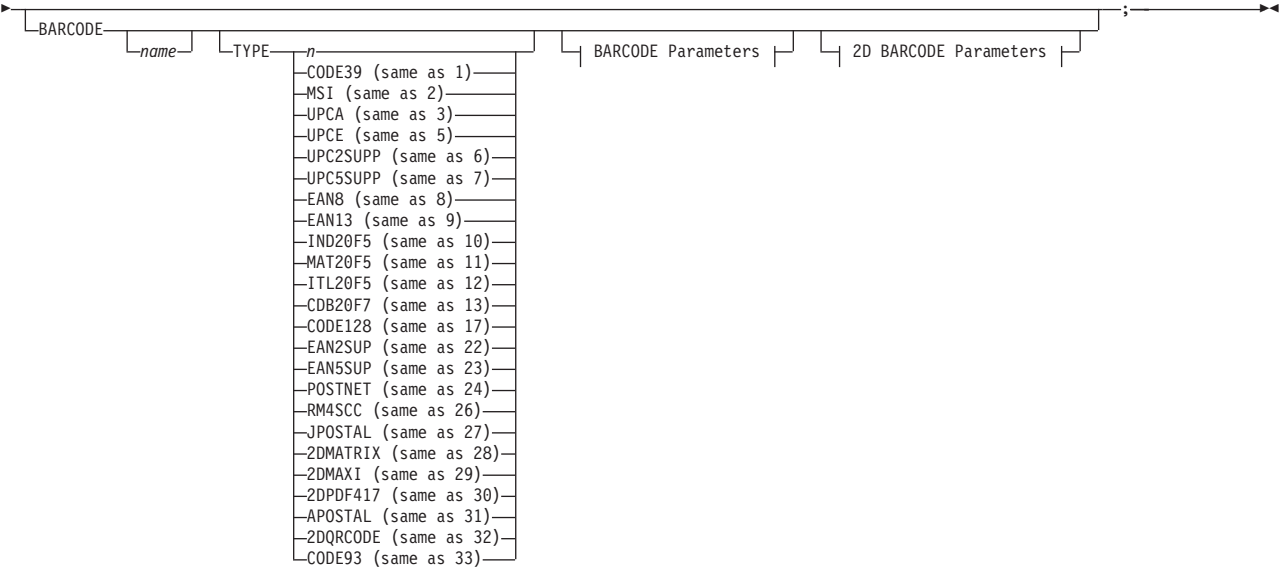 ;
BARCODE
name TYPE n BARCODE Parameters 2D BARCODE Parameters
CODE39 (same as 1)
MSI (same as 2)
UPCA (same as 3)
UPCE (same as 5)
UPC2SUPP (same as 6)
UPC5SUPP (same as 7)
EAN8 (same as 8)
EAN13 (same as 9)
IND2OF5 (same as 10)
MAT2OF5 (same as 11)
ITL2OF5 (same as 12)
CDB2OF7 (same as 13)
CODE128 (same as 17)
EAN2SUP (same as 22)
EAN5SUP (same as 23)
POSTNET (same as 24)
RM4SCC (same as 26)
JPOSTAL (same as 27)
2DMATRIX (same as 28)
2DMAXI (same as 29)
2DPDF417 (same as 30)
APOSTAL (same as 31)
2DQRCODE (same as 32)
CODE93 (same as 33)